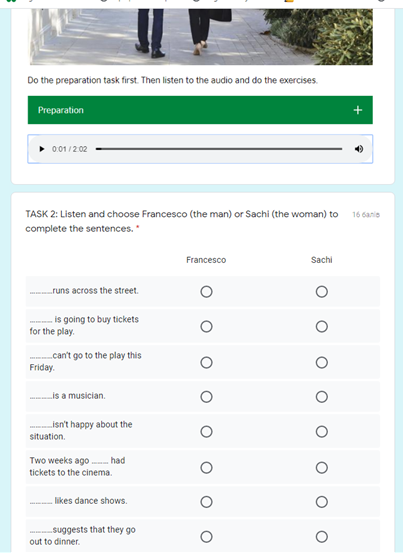 Do the preparation task first. Then listen to the audio and do the exercises.
Preparation +
0:01 / 2:02
TASK 2: Listen and choose Francesco (the man) or Sachi (the woman) to 16 балів
complete the sentences. *
Francesco Sachi
............runs across the street.
............ is going to buy tickets
for the play.
............can't go to the play this
Friday.
............is a musician.
............isn't happy about the
situation.
Two weeks ago ......... had
tickets to the cinema.
............ likes dance shows.
............suggests that they go
out to dinner.